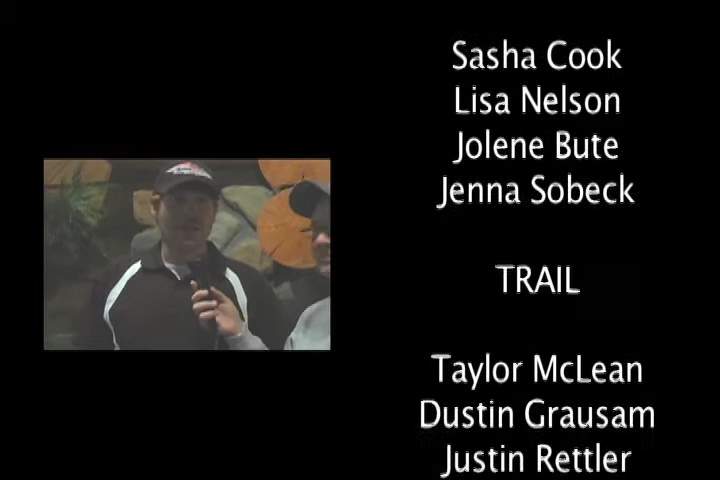 Sasha Cook
Lisa Nelson
Jolene Bute
Jenna Sobeck
TRAIL
Taylor McLean
Dustin Grausam
Justin Rettler